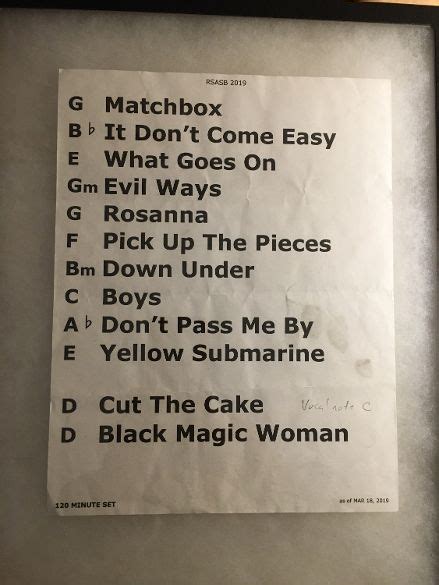 RSASB 2019
G Matchbox
B♭ It Don't Come Easy
E What Goes On
Gm Evil Ways
G Rosanna
F Pick Up The Pieces
Bm Down Under
C Boys
A♭ Don't Pass Me By
E Yellow Submarine
D Cut The Cake Vocal note C
D Black Magic Woman
120 MINUTE SET
as of MAR 18, 2019